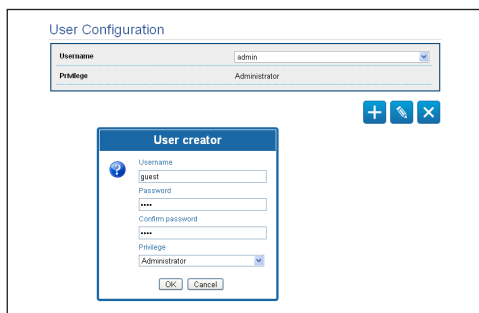 User Configuration
Username admin
Privilege Administrator
User creator
Username
guest
Password
••••
Confirm password
••••
Privilege
Administrator
OK Cancel